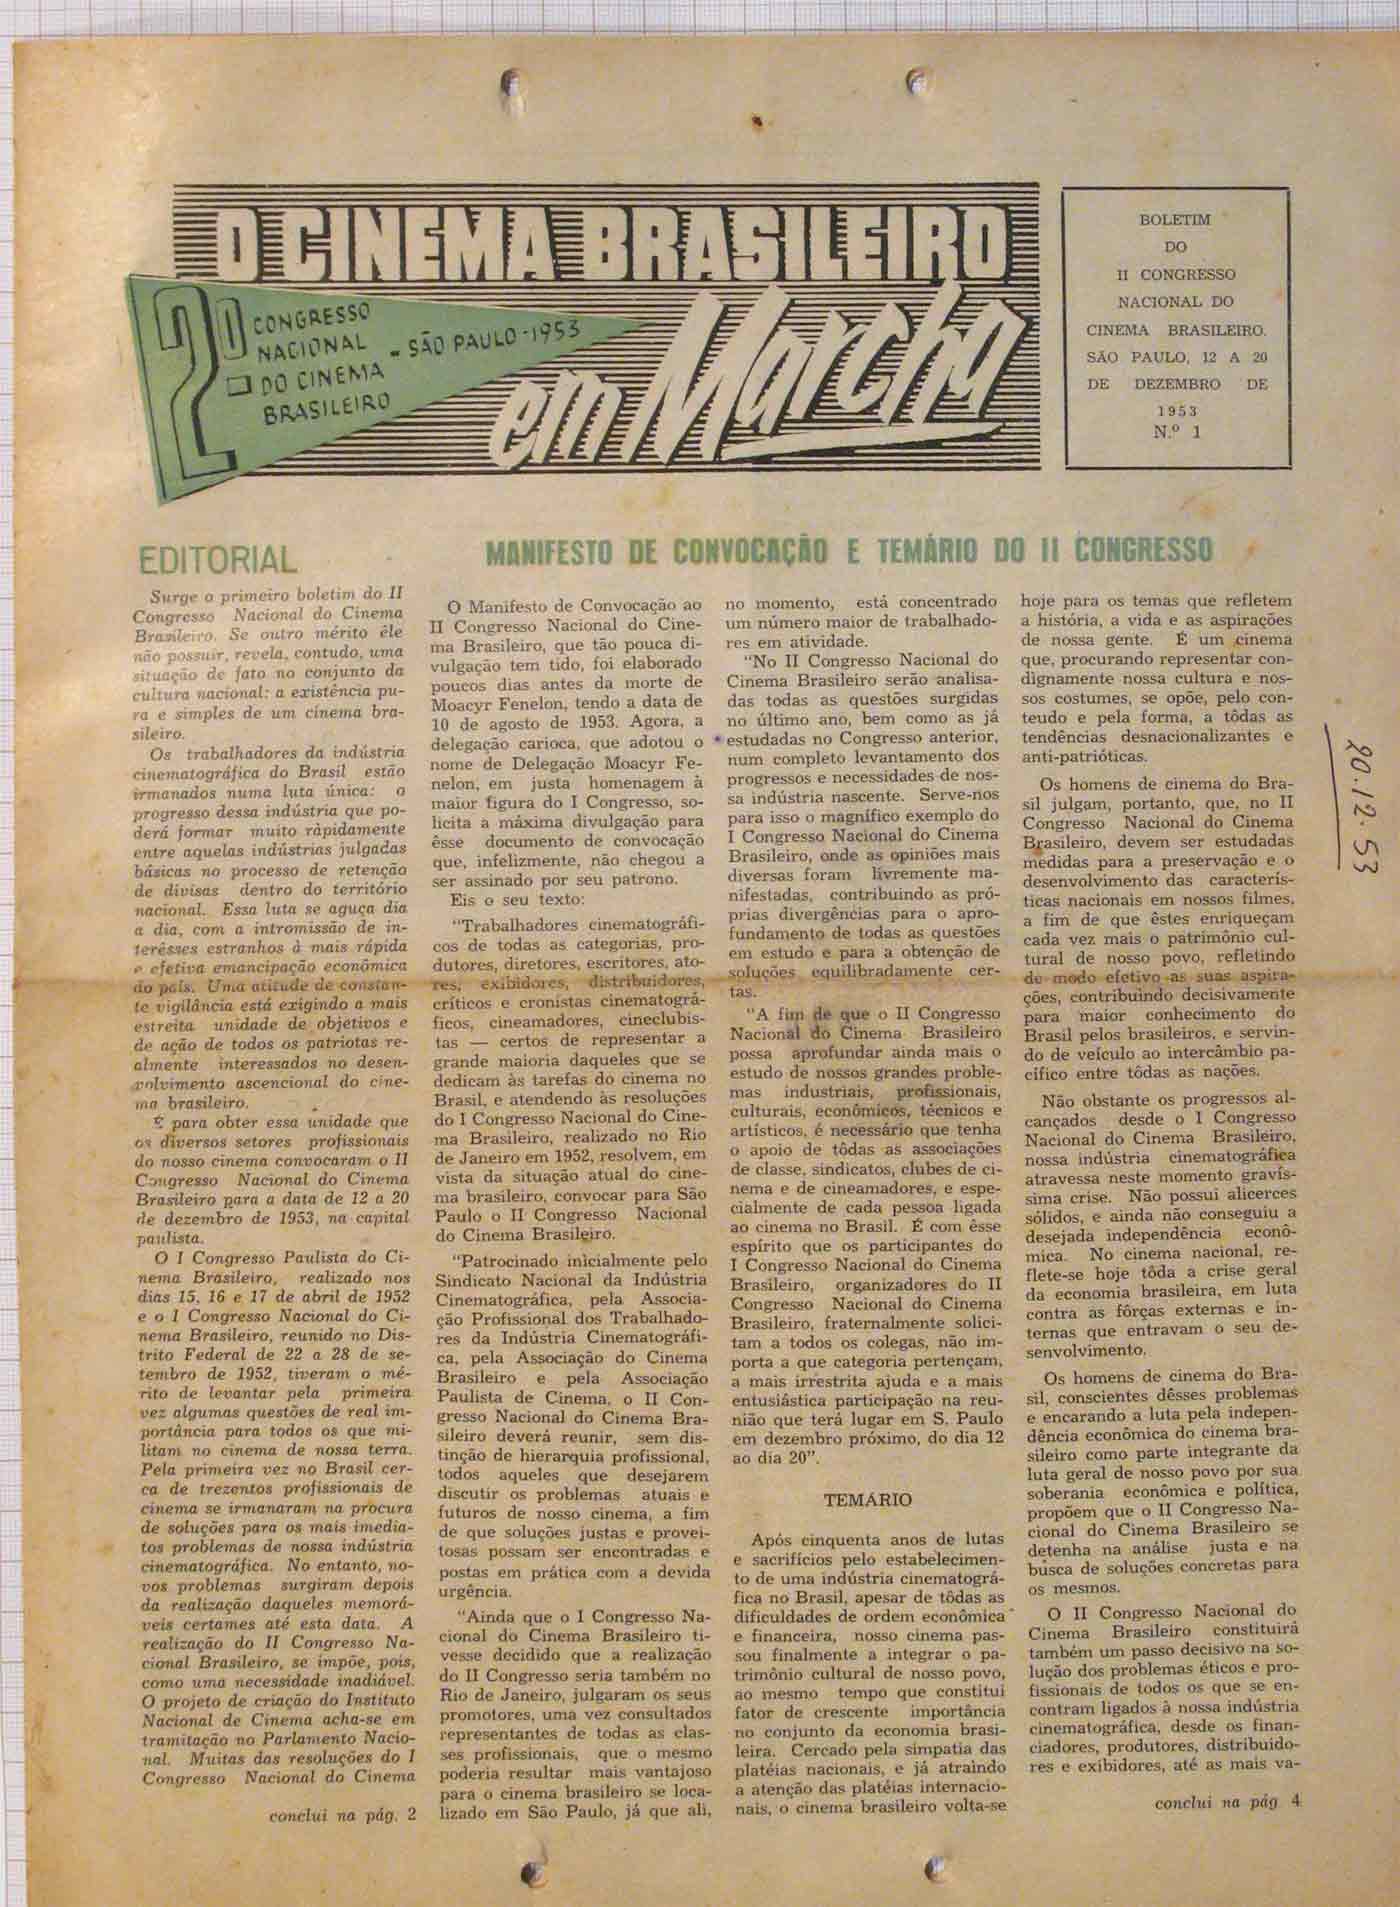 O CINEMA BRASILEIRO
em Marcha
2º CONGRESSO
NACIONAL
DO CINEMA
BRASILEIRO
- SÃO PAULO - 1953
BOLETIM
DO
II CONGRESSO
NACIONAL DO
CINEMA BRASILEIRO.
SÃO PAULO, 12 A 20
DE DEZEMBRO DE
1953
N.º 1
EDITORIAL
Surge o primeiro boletim do II
Congresso Nacional do Cinema
Brasileiro. Se outro mérito êle
não possuir, revela, contudo, uma
situação de fato no conjunto da
cultura nacional: a existência pu-
ra e simples de um cinema bra-
sileiro.
Os trabalhadores da indústria
cinematográfica do Brasil estão
irmanados numa luta única: o
progresso dessa indústria que po-
derá formar muito ràpidamente
entre aquelas indústrias julgadas
básicas no processo de retenção
de divisas dentro do território
nacional. Essa luta se aguça dia
a dia, com a intromissão de in-
terêsses estranhos à mais rápida
e efetiva emancipação econômica
do país. Uma atitude de constan-
te vigilância está exigindo a mais
estreita unidade de objetivos e
de ação de todos os patriotas re-
almente interessados no desen-
volvimento ascencional do cine-
ma brasileiro.
É para obter essa unidade que
os diversos setores profissionais
do nosso cinema convocaram o II
Congresso Nacional do Cinema
Brasileiro para a data de 12 a 20
de dezembro de 1953, na capital
paulista.
O I Congresso Paulista do Ci-
nema Brasileiro, realizado nos
dias 15, 16 e 17 de abril de 1952
e o I Congresso Nacional do Ci-
nema Brasileiro, reunido no Dis-
trito Federal de 22 a 28 de se-
tembro de 1952, tiveram o mé-
rito de levantar pela primeira
vez algumas questões de real im-
portância para todos os que mi-
litam no cinema de nossa terra.
Pela primeira vez no Brasil cer-
ca de trezentos profissionais de
cinema se irmanaram na procura
de soluções para os mais imedia-
tos problemas de nossa indústria
cinematográfica. No entanto, no-
vos problemas surgiram depois
da realização daqueles memorá-
veis certames até esta data. A
realização do II Congresso Na-
cional Brasileiro, se impõe, pois,
como uma necessidade inadiável.
O projeto de criação do Instituto
Nacional de Cinema acha-se em
tramitação no Parlamento Nacio-
nal. Muitas das resoluções do I
Congresso Nacional do Cinema
conclui na pág. 2
MANIFESTO DE CONVOCAÇÃO E TEMÁRIO DO II CONGRESSO
O Manifesto de Convocação ao
II Congresso Nacional do Cine-
ma Brasileiro, que tão pouca di-
vulgação tem tido, foi elaborado
poucos dias antes da morte de
Moacyr Fenelon, tendo a data de
10 de agosto de 1953. Agora, a
delegação carioca, que adotou o
nome de Delegação Moacyr Fe-
nelon, em justa homenagem à
maior figura do I Congresso, so-
licita a máxima divulgação para
êsse documento de convocação
que, infelizmente, não chegou a
ser assinado por seu patrono.
Eis o seu texto:
"Trabalhadores cinematográfi-
cos de todas as categorias, pro-
dutores, diretores, escritores, ato-
res, exibidores, distribuidores,
críticos e cronistas cinematográ-
ficos, cineamadores, cineclubis-
tas — certos de representar a
grande maioria daqueles que se
dedicam às tarefas do cinema no
Brasil, e atendendo às resoluções
do I Congresso Nacional do Cine-
ma Brasileiro, realizado no Rio
de Janeiro em 1952, resolvem, em
vista da situação atual do cine-
ma brasileiro, convocar para São
Paulo o II Congresso Nacional
do Cinema Brasileiro.
"Patrocinado inicialmente pelo
Sindicato Nacional da Indústria
Cinematográfica, pela Associa-
ção Profissional dos Trabalhado-
res da Indústria Cinematográfi-
ca, pela Associação do Cinema
Brasileiro e pela Associação
Paulista de Cinema, o II Con-
gresso Nacional do Cinema Bra-
sileiro deverá reunir, sem dis-
tinção de hierarquia profissional,
todos aqueles que desejarem
discutir os problemas atuais e
futuros de nosso cinema, a fim
de que soluções justas e provei-
tosas possam ser encontradas e
postas em prática com a devida
urgência.
"Ainda que o I Congresso Na-
cional do Cinema Brasileiro ti-
vesse decidido que a realização
do II Congresso seria também no
Rio de Janeiro, julgaram os seus
promotores, uma vez consultados
representantes de todas as clas-
ses profissionais, que o mesmo
poderia resultar mais vantajoso
para o cinema brasileiro se loca-
lizado em São Paulo, já que ali,
no momento, está concentrado
um número maior de trabalhado-
res em atividade.
"No II Congresso Nacional do
Cinema Brasileiro serão analisa-
das todas as questões surgidas
no último ano, bem como as já
estudadas no Congresso anterior,
num completo levantamento dos
progressos e necessidades de nos-
sa indústria nascente. Serve-nos
para isso o magnífico exemplo do
I Congresso Nacional do Cinema
Brasileiro, onde as opiniões mais
diversas foram livremente ma-
nifestadas, contribuindo as pró-
prias divergências para o apro-
fundamento de todas as questões
em estudo e para a obtenção de
soluções equilibradamente cer-
tas.
"A fim de que o II Congresso
Nacional do Cinema Brasileiro
possa aprofundar ainda mais o
estudo de nossos grandes proble-
mas industriais, profissionais,
culturais, econômicos, técnicos e
artísticos, é necessário que tenha
o apoio de tôdas as associações
de classe, sindicatos, clubes de ci-
nema e de cineamadores, e espe-
cialmente de cada pessoa ligada
ao cinema no Brasil. É com êsse
espírito que os participantes do
I Congresso Nacional do Cinema
Brasileiro, organizadores do II
Congresso Nacional do Cinema
Brasileiro, fraternalmente solici-
tam a todos os colegas, não im-
porta a que categoria pertençam,
a mais irrestrita ajuda e a mais
entusiástica participação na reu-
nião que terá lugar em S. Paulo
em dezembro próximo, do dia 12
ao dia 20".
TEMÁRIO
Após cinquenta anos de lutas
e sacrifícios pelo estabelecimen-
to de uma indústria cinematográ-
fica no Brasil, apesar de tôdas as
dificuldades de ordem econômica
e financeira, nosso cinema pas-
sou finalmente a integrar o pa-
trimônio cultural de nosso povo,
ao mesmo tempo que constitui
fator de crescente importância
no conjunto da economia brasi-
leira. Cercado pela simpatia das
platéias nacionais, e já atraindo
a atenção das platéias internacio-
nais, o cinema brasileiro volta-se
hoje para os temas que refletem
a história, a vida e as aspirações
de nossa gente. É um cinema
que, procurando representar con-
dignamente nossa cultura e nos-
sos costumes, se opõe, pelo con-
teudo e pela forma, a tôdas as
tendências desnacionalizantes e
anti-patrióticas.
Os homens de cinema do Bra-
sil julgam, portanto, que, no II
Congresso Nacional do Cinema
Brasileiro, devem ser estudadas
medidas para a preservação e o
desenvolvimento das caracterís-
ticas nacionais em nossos filmes,
a fim de que êstes enriqueçam
cada vez mais o patrimônio cul-
tural de nosso povo, refletindo
de modo efetivo as suas aspira-
ções, contribuindo decisivamente
para maior conhecimento do
Brasil pelos brasileiros, e servin-
do de veículo ao intercâmbio pa-
cífico entre tôdas as nações.
Não obstante os progressos al-
cançados desde o I Congresso
Nacional do Cinema Brasileiro,
nossa indústria cinematográfica
atravessa neste momento gravís-
sima crise. Não possui alicerces
sólidos, e ainda não conseguiu a
desejada independência econô-
mica. No cinema nacional, re-
flete-se hoje tôda a crise geral
da economia brasileira, em luta
contra as fôrças externas e in-
ternas que entravam o seu de-
senvolvimento.
Os homens de cinema do Bra-
sil, conscientes dêsses problemas
e encarando a luta pela indepen-
dência econômica do cinema bra-
sileiro como parte integrante da
luta geral de nosso povo por sua
soberania econômica e política,
propõem que o II Congresso Na-
cional do Cinema Brasileiro se
detenha na análise justa e na
busca de soluções concretas para
os mesmos.
O II Congresso Nacional do
Cinema Brasileiro constituirá
também um passo decisivo na so-
lução dos problemas éticos e pro-
fissionais de todos os que se en-
contram ligados à nossa indústria
cinematográfica, desde os finan-
ciadores, produtores, distribuido-
res e exibidores, até as mais va-
conclui na pág. 4
20.12.53